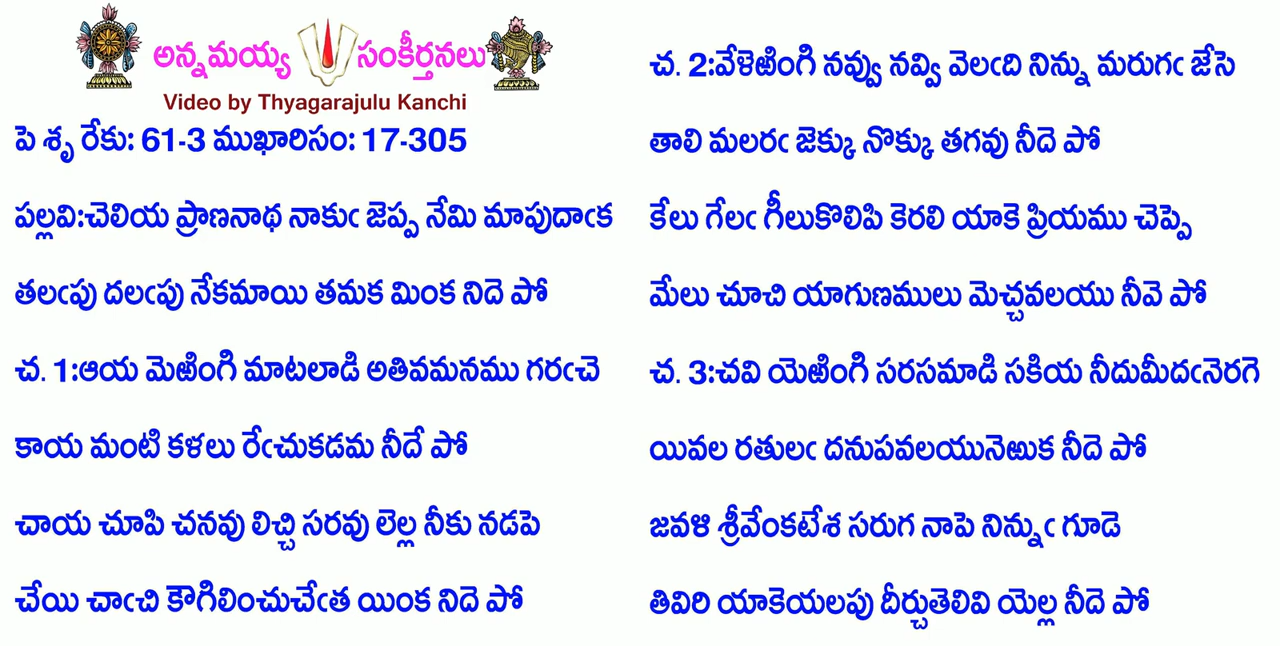 అన్నమయ్య సంకీర్తనలు
Video by Thyagarajulu Kanchi
పె శృ రేకు: 61-3 ముఖారిసం: 17-305
పల్లవి:చెలియ ప్రాణనాథ నాకుఁ జెప్ప నేమి మాపుదాఁక
తలఁపు దలఁపు నేకమాయి తమక మింక నిదె పో
చ. 1:ఆయ మెఱింగి మాటలాడి అతివమనము గరఁచె
కాయ మంటి కళలు రేఁచుకడమ నీదే పో
చాయ చూపి చనవు లిచ్చి సరవు లెల్ల నీకు నడపె
చేయి చాఁచి కౌగిలించుచేఁత యింక నిదె పో
చ. 2:వేళెఱింగి నవ్వు నవ్వి వెలఁది నిన్ను మరుగఁ జేసె
తాలి మలరఁ జెక్కు నొక్కు తగవు నీదె పో
కేలు గేలఁ గీలుకొలిపి కెరలి యాకె ప్రియము చెప్పె
మేలు చూచి యాగుణములు మెచ్చవలయు నీవె పో
చ. 3:చవి యెఱింగి సరసమాడి సకియ నీదుమీదఁనెరగె
యివల రతులఁ దనుపవలయునెఱుక నీదె పో
జవళి శ్రీవేంకటేశ సరుగ నాపె నిన్నుఁ గూడె
తివిరి యాకెయలపు దీర్చుతెలివి యెల్ల నీదె పో